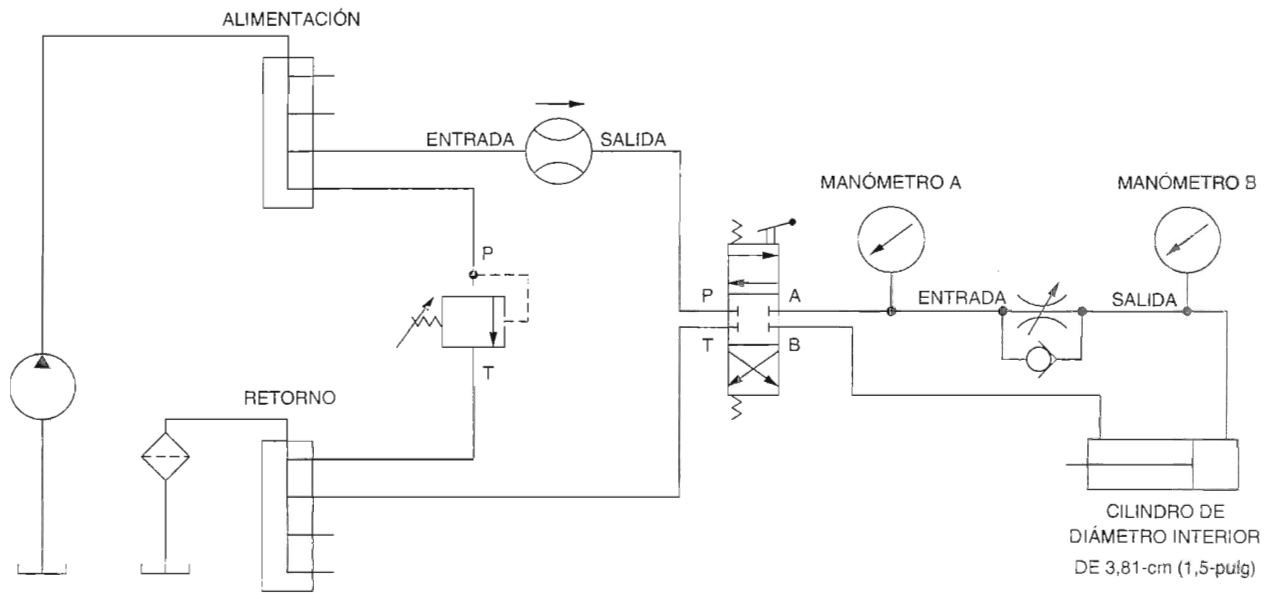 ALIMENTACIÓN
ENTRADA
SALIDA
MANÓMETRO A
MANÓMETRO B
P
P
A
ENTRADA
SALIDA
T
B
T
RETORNO
CILINDRO DE
DIÁMETRO INTERIOR
DE 3,81-cm (1,5-pulg)